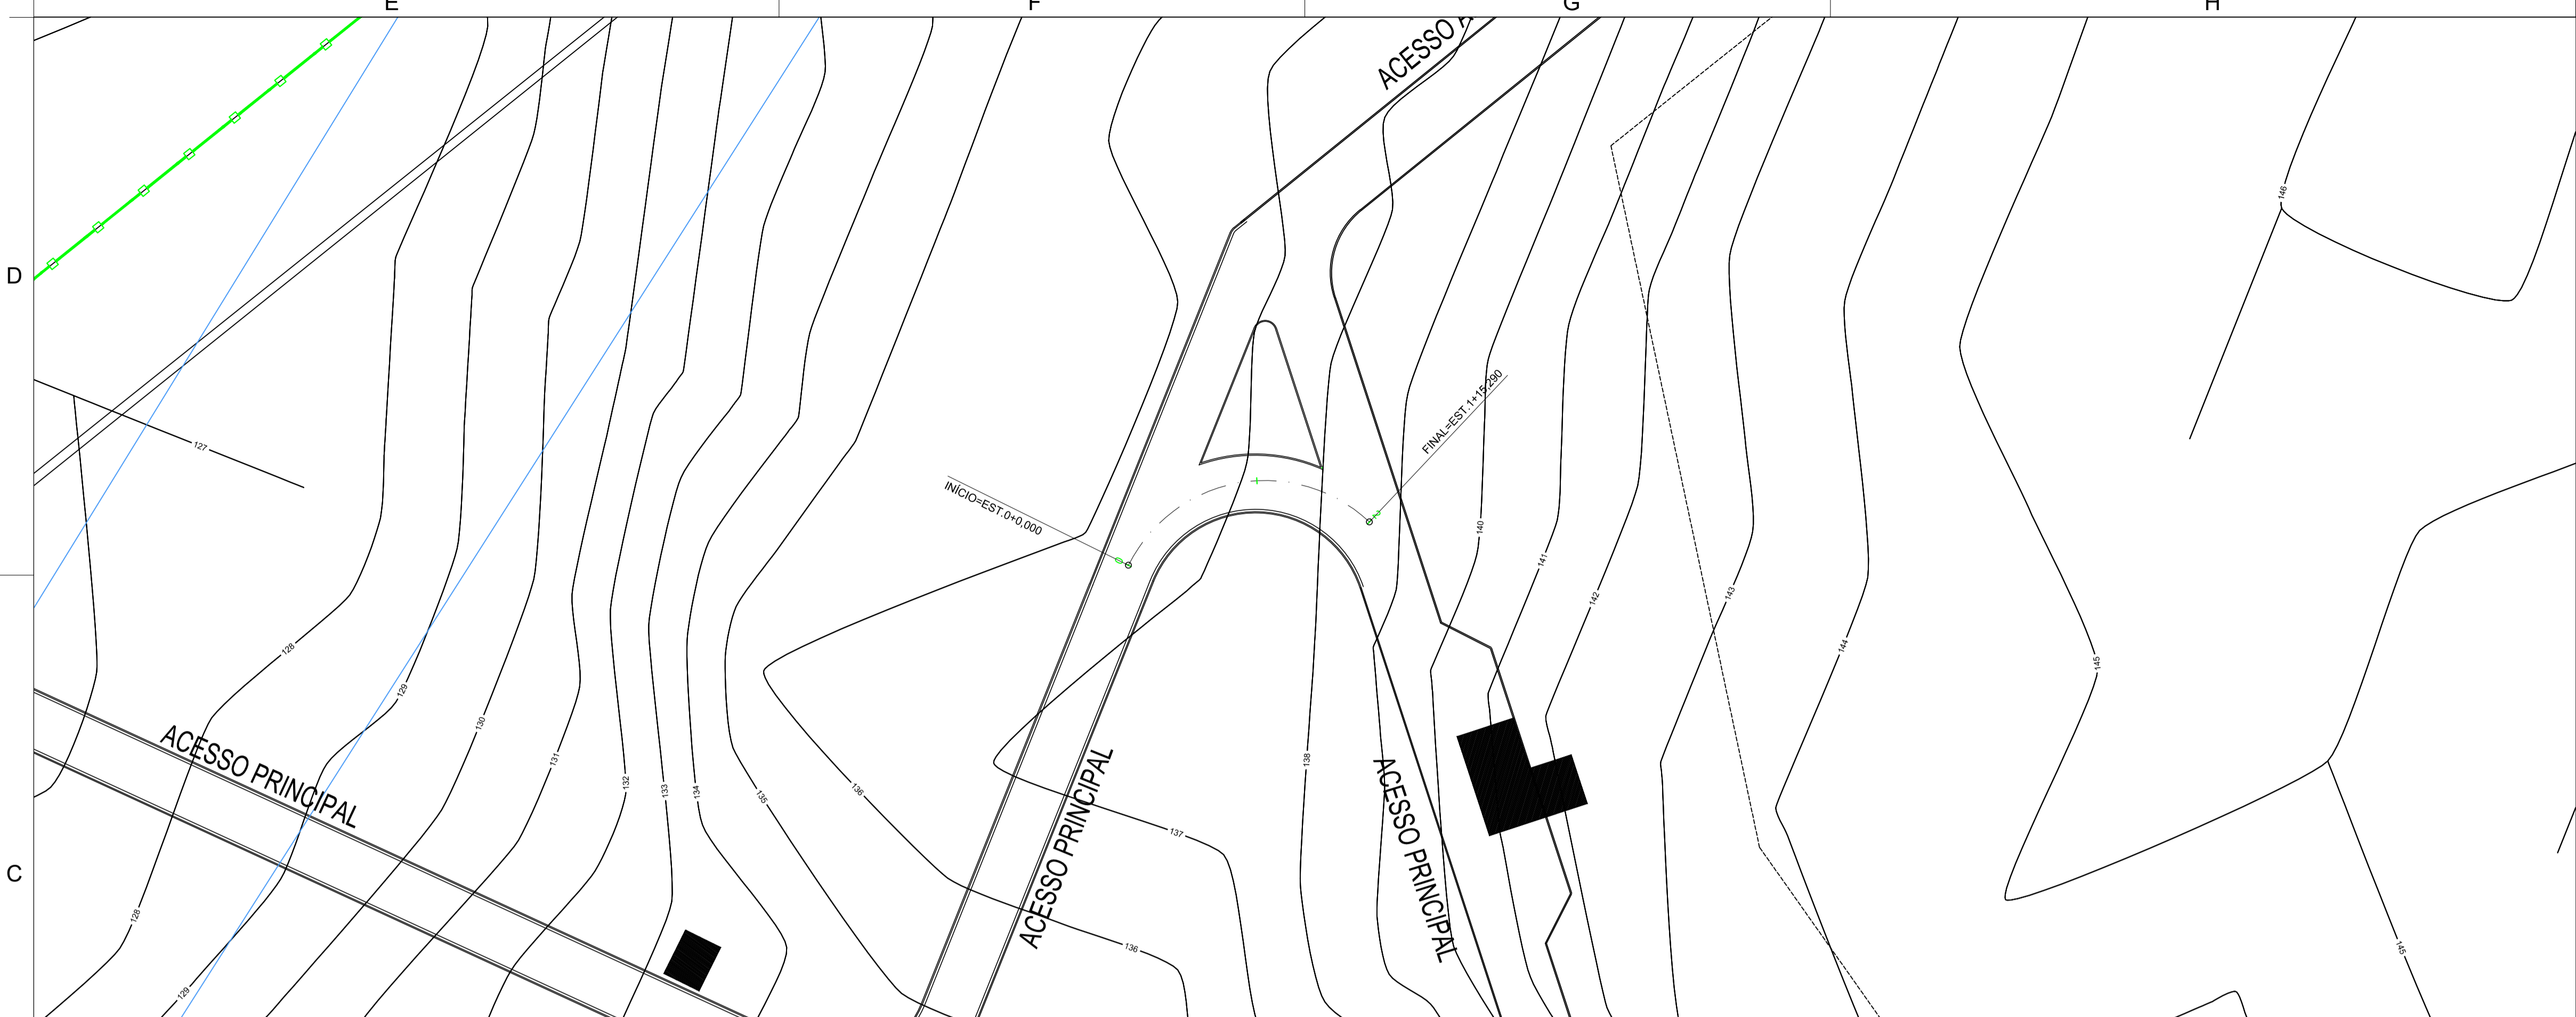 E
F
G
H
ACESSO
146
D
FINAL=EST.1+15,290
127
INÍCIO=EST.0+0,000
2
0
140
141
142
143
128
144
145
129
130
ACESSO PRINCIPAL
131
132
133
134
135
136
138
ACESSO PRINCIPAL
ACESSO PRINCIPAL
137
C
128
136
145
129